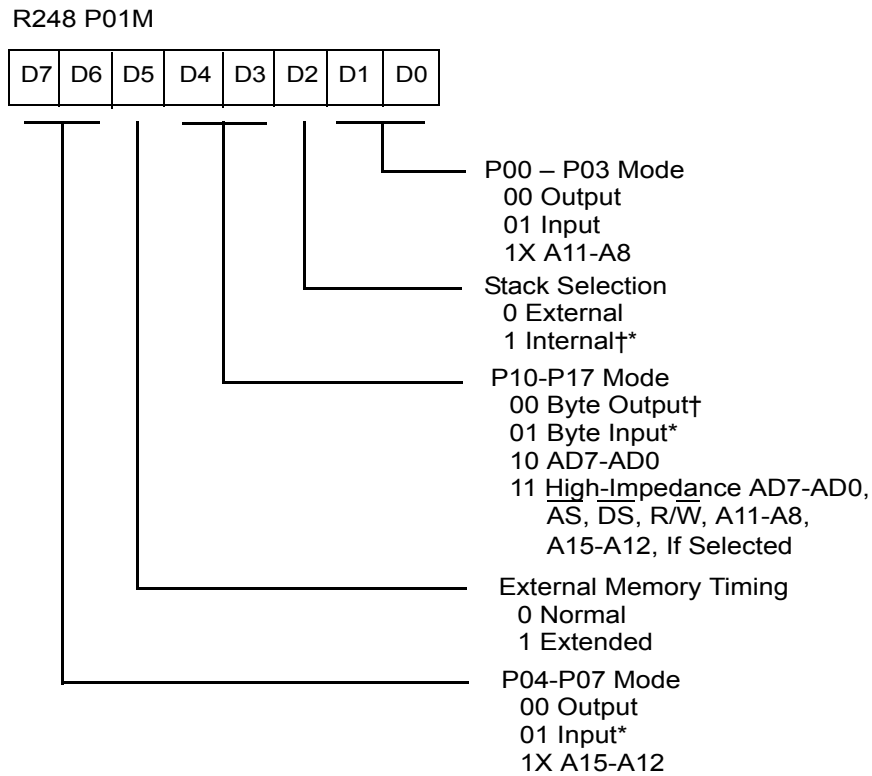 R248 P01M
D7 D6 D5 D4 D3 D2 D1 D0
P00 – P03 Mode
00 Output
01 Input
1X A11-A8
Stack Selection
0 External
1 Internal†*
P10-P17 Mode
00 Byte Output†
01 Byte Input*
10 AD7-AD0
11 High-Impedance AD7-AD0,
A̅S̅, D̅S̅, R/W̅, A11-A8,
A15-A12, If Selected
External Memory Timing
0 Normal
1 Extended
P04-P07 Mode
00 Output
01 Input*
1X A15-A12